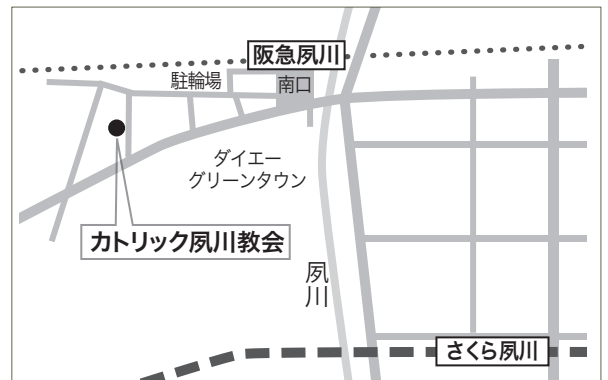 阪急夙川
駐輪場
南口
ダイエー
グリーンタウン
カトリック夙川教会
夙川
さくら夙川